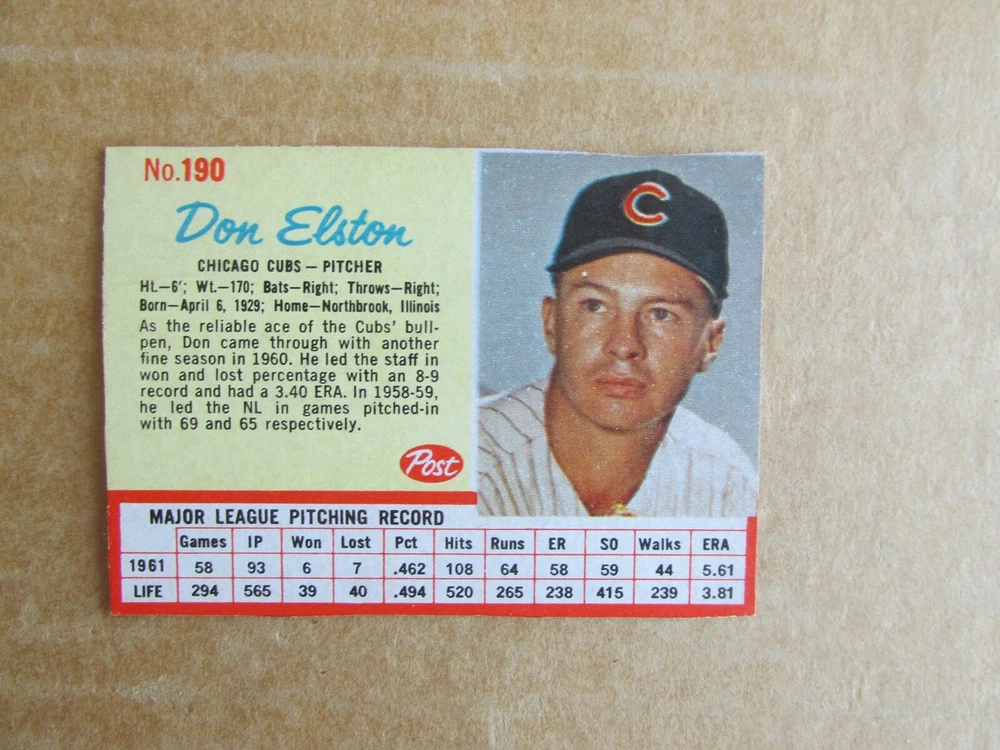 No.190
Don Elston
CHICAGO CUBS – PITCHER
Ht.–6'; Wt.–170; Bats–Right; Throws–Right;
Born–April 6, 1929; Home–Northbrook, Illinois
As the reliable ace of the Cubs' bull-
pen, Don came through with another
fine season in 1960. He led the staff in
won and lost percentage with an 8-9
record and had a 3.40 ERA. In 1958-59,
he led the NL in games pitched-in
with 69 and 65 respectively.
Post
C
MAJOR LEAGUE PITCHING RECORD
Games IP Won Lost Pct Hits Runs ER SO Walks ERA
1961 58 93 6 7 .462 108 64 58 59 44 5.61
LIFE 294 565 39 40 .494 520 265 238 415 239 3.81